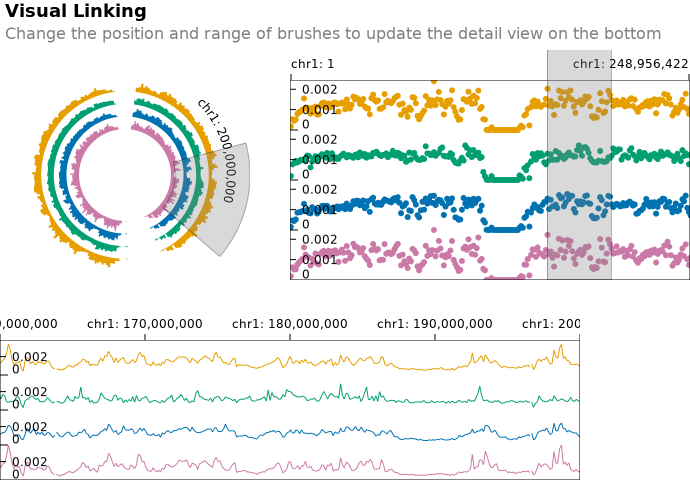 Visual Linking
Change the position and range of brushes to update the detail view on the bottom
chr1: 1
chr1: 248,956,422
chr1: 200,000,000
0.002
0.001
0
0.002
0.001
0
0.002
0.001
0
0.002
0.001
0
0,000,000
chr1: 170,000,000
chr1: 180,000,000
chr1: 190,000,000
chr1: 200
0.002
0
0.002
0
0.002
0
0.002
0